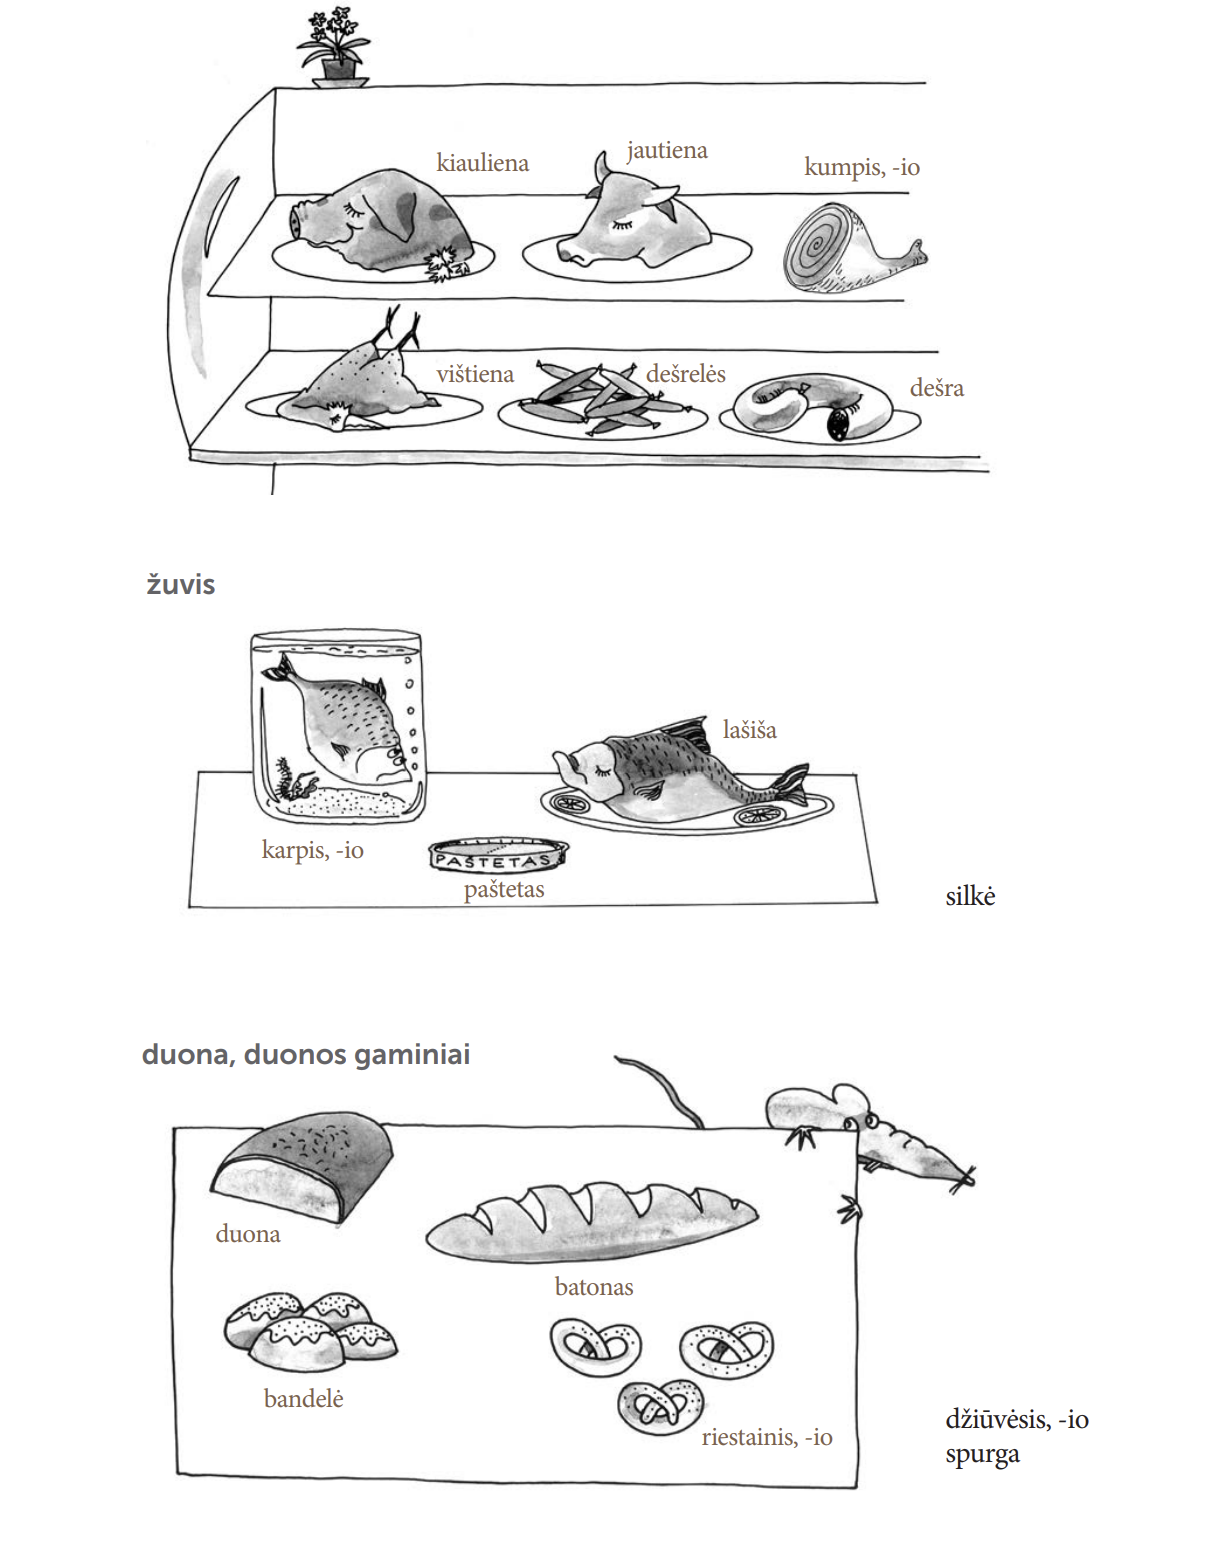 kiauliena
jautiena
kumpis, -io
vištiena
dešrelės
dešra
žuvis
lašiša
karpis, -io
PAŠTETAS
paštetas
silkė
duona, duonos gaminiai
duona
batonas
bandelė
riestainis, -io
džiūvėsis, -io
spurga